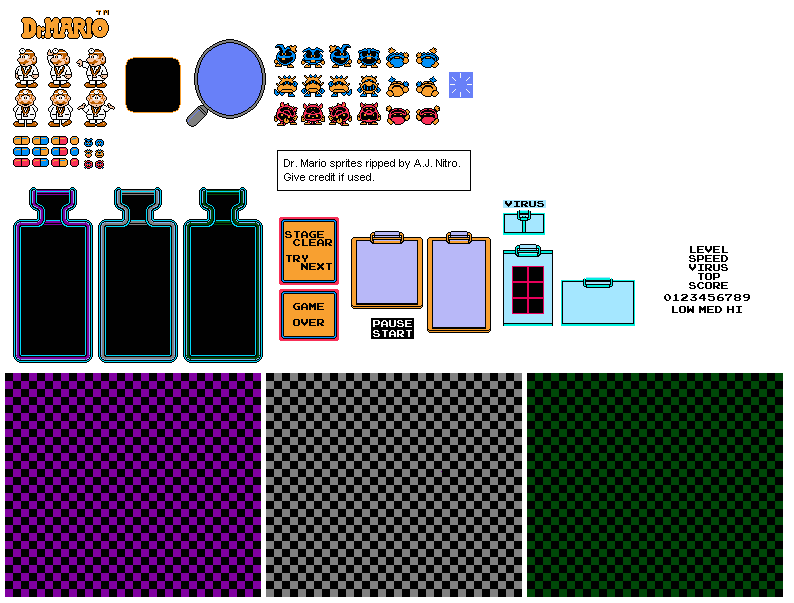 Dr. MARIO TM
Dr. Mario sprites ripped by A.J. Nitro.
Give credit if used.
VIRUS
STAGE
CLEAR
TRY
NEXT
GAME
OVER
PAUSE
START
LEVEL
SPEED
VIRUS
TOP
SCORE
0123456789
LOW MED HI